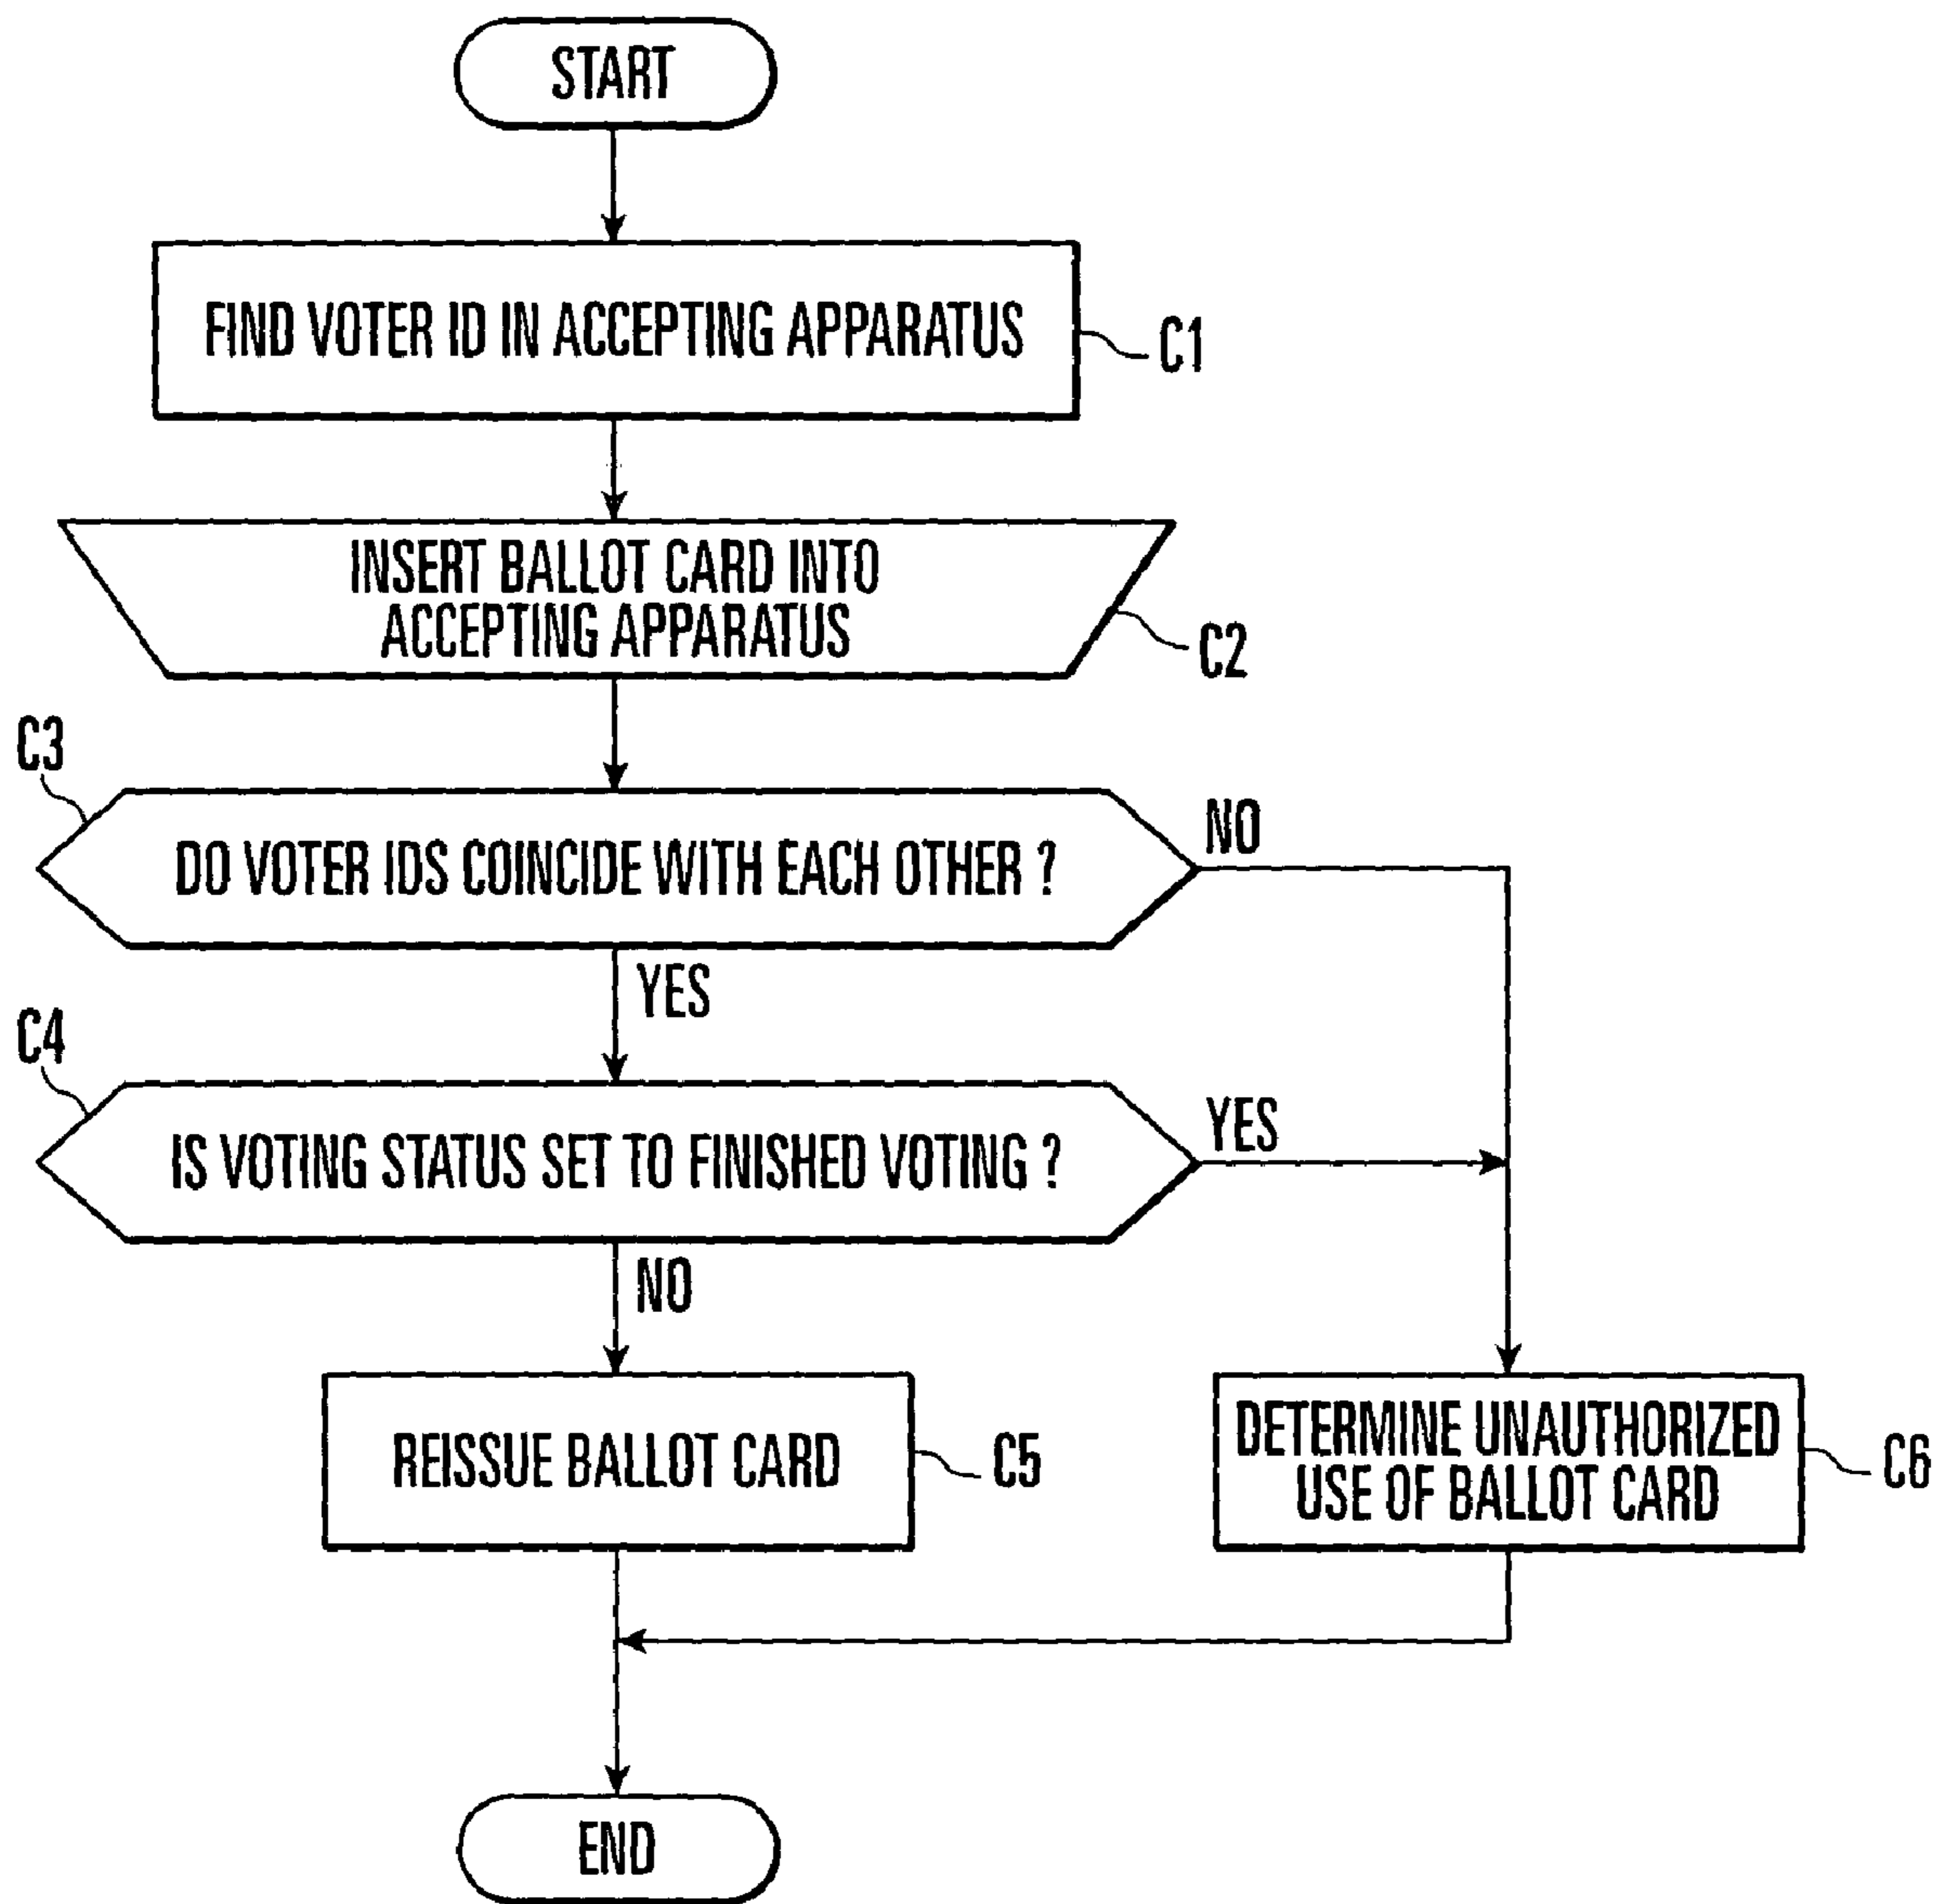 START
FIND VOTER ID IN ACCEPTING APPARATUS
C1
INSERT BALLOT CARD INTO
ACCEPTING APPARATUS
C2
C3
DO VOTER IDS COINCIDE WITH EACH OTHER ?
NO
YES
C4
IS VOTING STATUS SET TO FINISHED VOTING ?
YES
NO
REISSUE BALLOT CARD
C5
DETERMINE UNAUTHORIZED
USE OF BALLOT CARD
C6
END